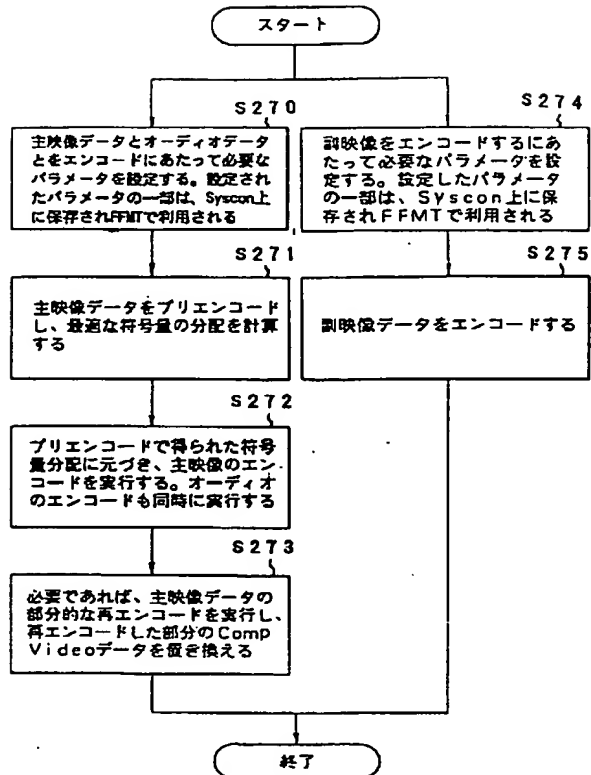 スタート
S270
主映像データとオーディオデータ
とをエンコードにあたって必要な
パラメータを設定する。設定され
たパラメータの一部は、Syscon上
に保存されFFMTで利用される
S271
主映像データをプリエンコード
し、最適な符号量の分配を計算
する
S272
プリエンコードで得られた符号
量分配に元づき、主映像のエン
コードを実行する。オーディオ
のエンコードも同時に実行する
S273
必要であれば、主映像データの
部分的な再エンコードを実行し、
再エンコードした部分のComp
Videoデータを置き換える
S274
副映像をエンコードするにあ
たって必要なパラメータを設
定する。設定したパラメータ
の一部は、Syscon上に保
存されFFMTで利用される
S275
副映像データをエンコードする
終了